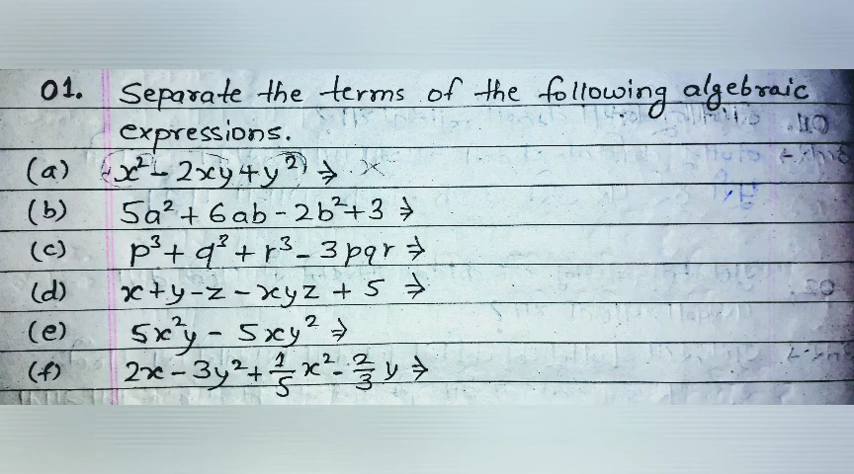 01. Separate the terms of the following algebraic
expressions.
(a) x² - 2xy + y² ⇒
(b) 5a² + 6ab - 2b² + 3 ⇒
(c) p³ + q³ + r³ - 3pqr ⇒
(d) x + y - z - xyz + 5 ⇒
(e) 5x²y - 5xy² ⇒
(f) 2x - 3y² + 1/5 x² - 2/3 y ⇒